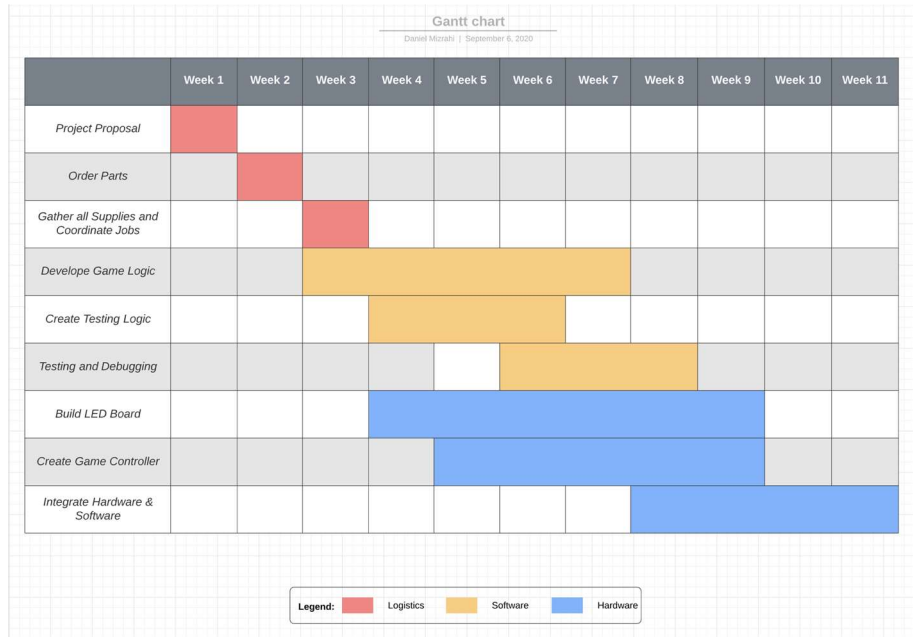 Gantt chart
Daniel Mizrahi | September 6, 2020
Week 1 Week 2 Week 3 Week 4 Week 5 Week 6 Week 7 Week 8 Week 9 Week 10 Week 11
Project Proposal
Order Parts
Gather all Supplies and
Coordinate Jobs
Develope Game Logic
Create Testing Logic
Testing and Debugging
Build LED Board
Create Game Controller
Integrate Hardware &
Software
Legend: Logistics Software Hardware